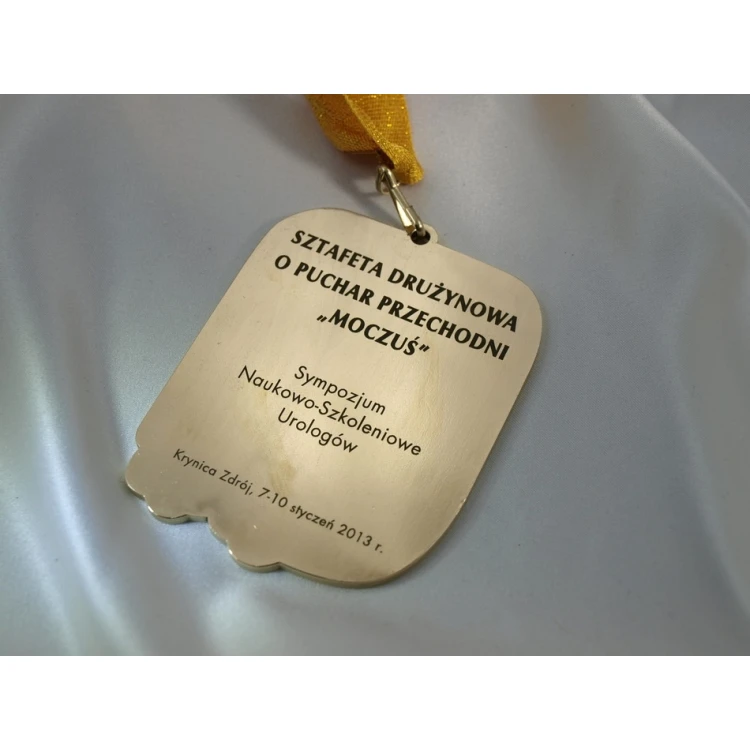 SZTAFETA DRUŻYNOWA
O PUCHAR PRZECHODNI
„MOCZUŚ”
Sympozjum
Naukowo-Szkoleniowe
Urologów
Krynica Zdrój, 7-10 styczeń 2013 r.